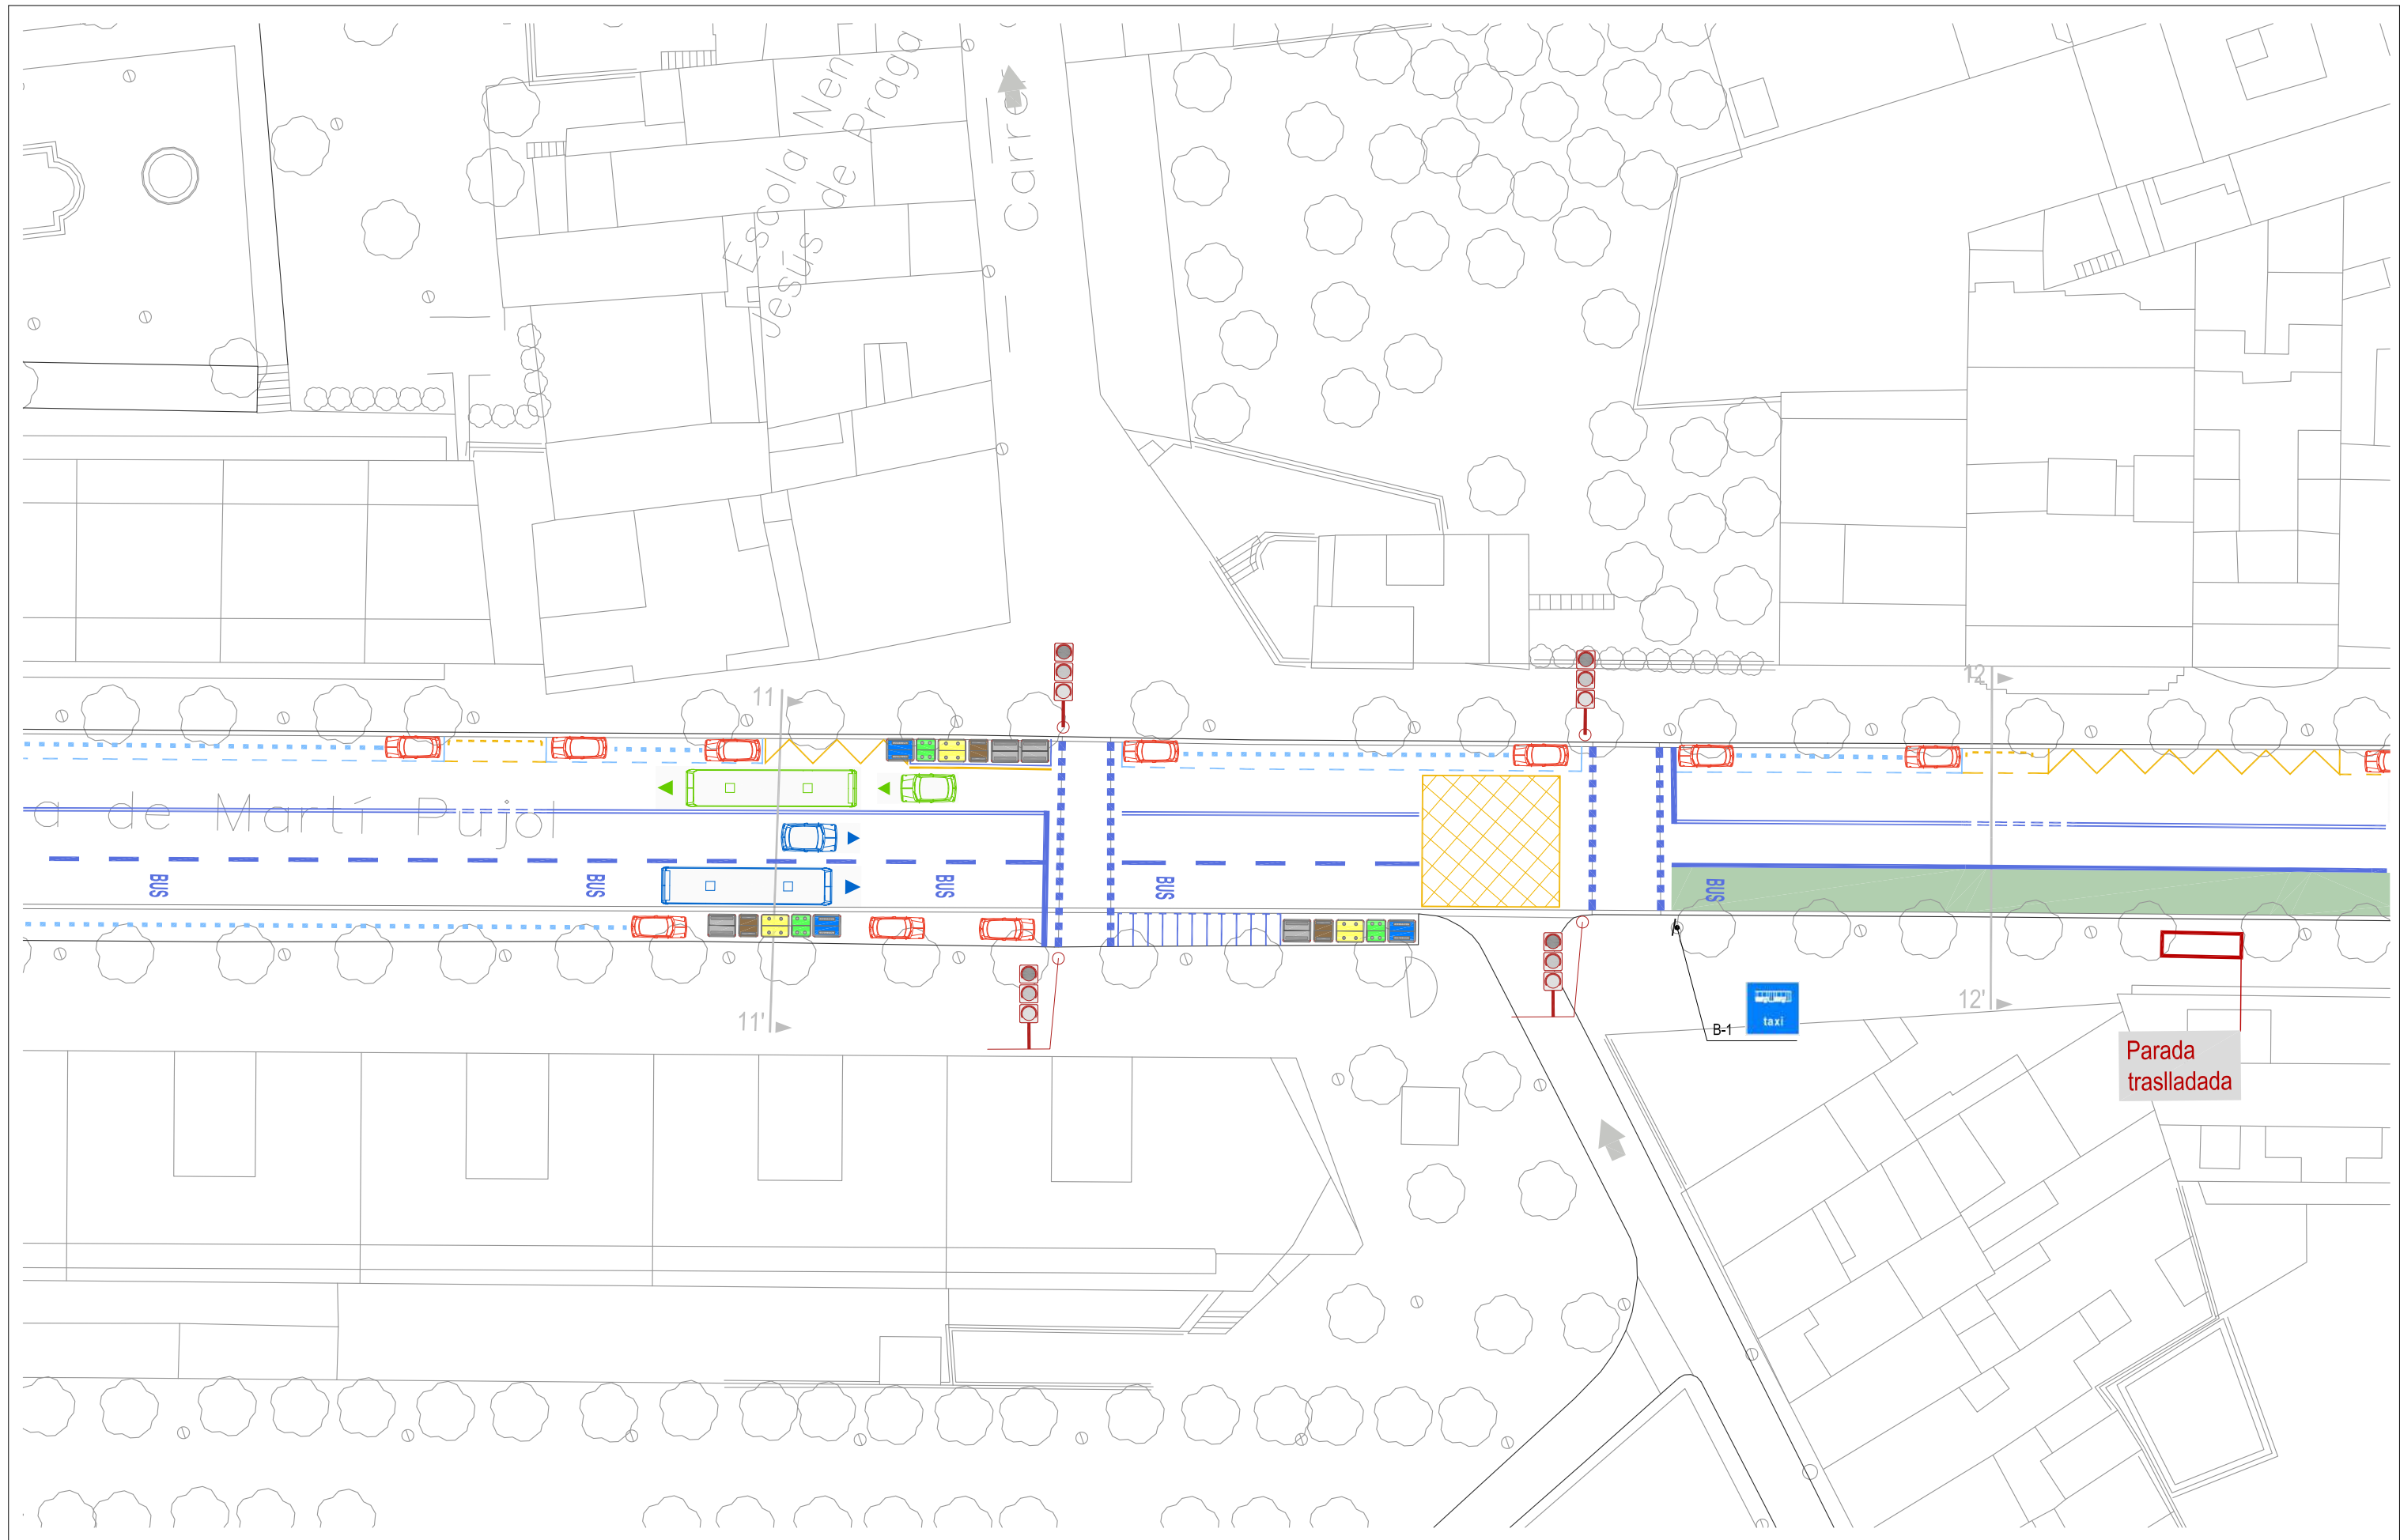 Escola Nen
Jesús de Praga
Carrer
11
12
a de Martí Pujol
BUS
BUS
BUS
BUS
BUS
11'
12'
B-1
taxi
Parada
traslladada